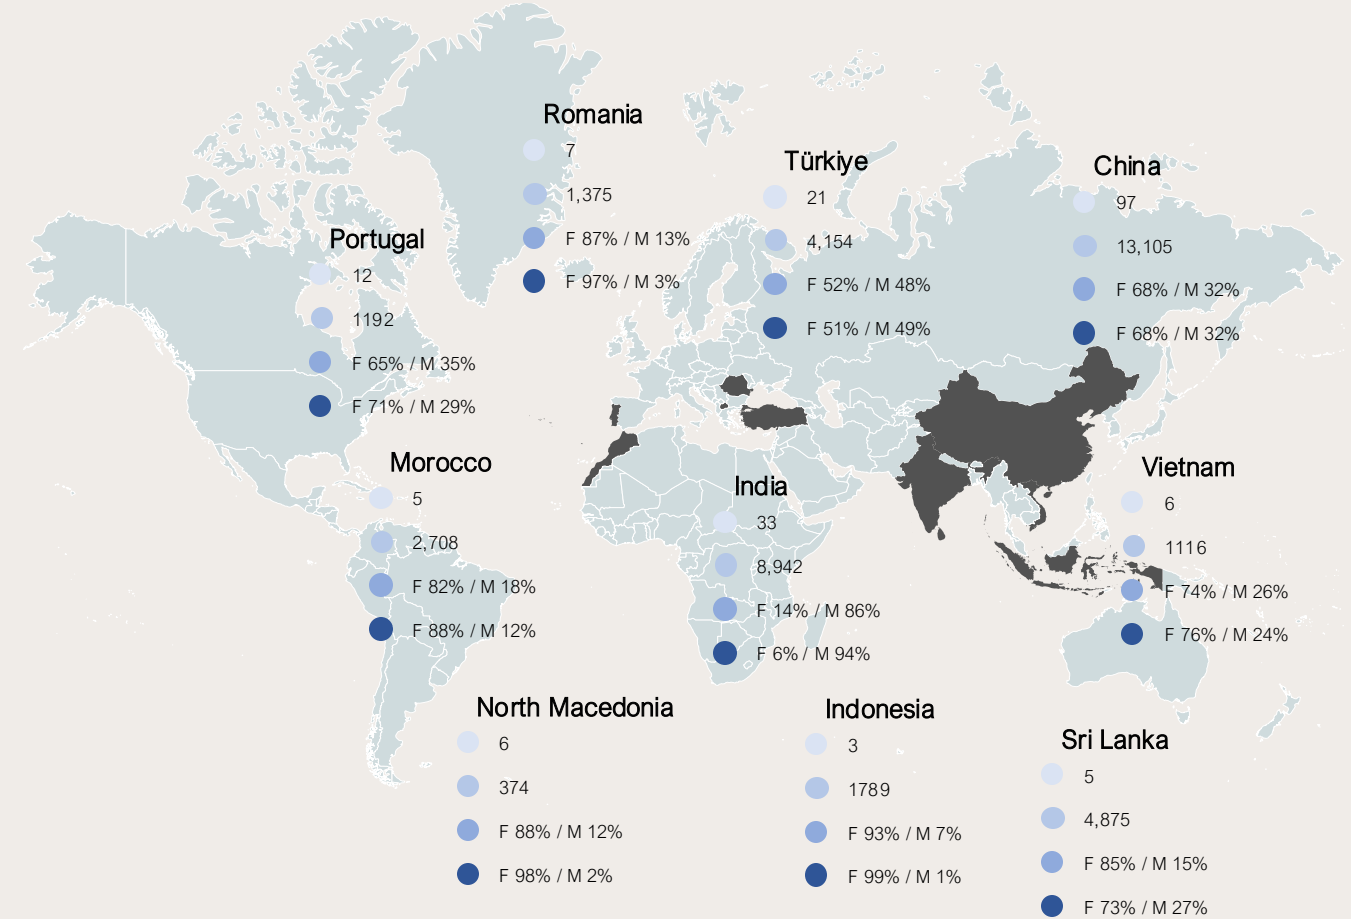 Romania
7
1,375
F 87% / M 13%
F 97% / M 3%
Türkiye
21
4,154
F 52% / M 48%
F 51% / M 49%
China
97
13,105
F 68% / M 32%
F 68% / M 32%
Portugal
12
1192
F 65% / M 35%
F 71% / M 29%
Morocco
5
2,708
F 82% / M 18%
F 88% / M 12%
India
33
8,942
F 14% / M 86%
F 6% / M 94%
Vietnam
6
1116
F 74% / M 26%
F 76% / M 24%
North Macedonia
6
374
F 88% / M 12%
F 98% / M 2%
Indonesia
3
1789
F 93% / M 7%
F 99% / M 1%
Sri Lanka
5
4,875
F 85% / M 15%
F 73% / M 27%